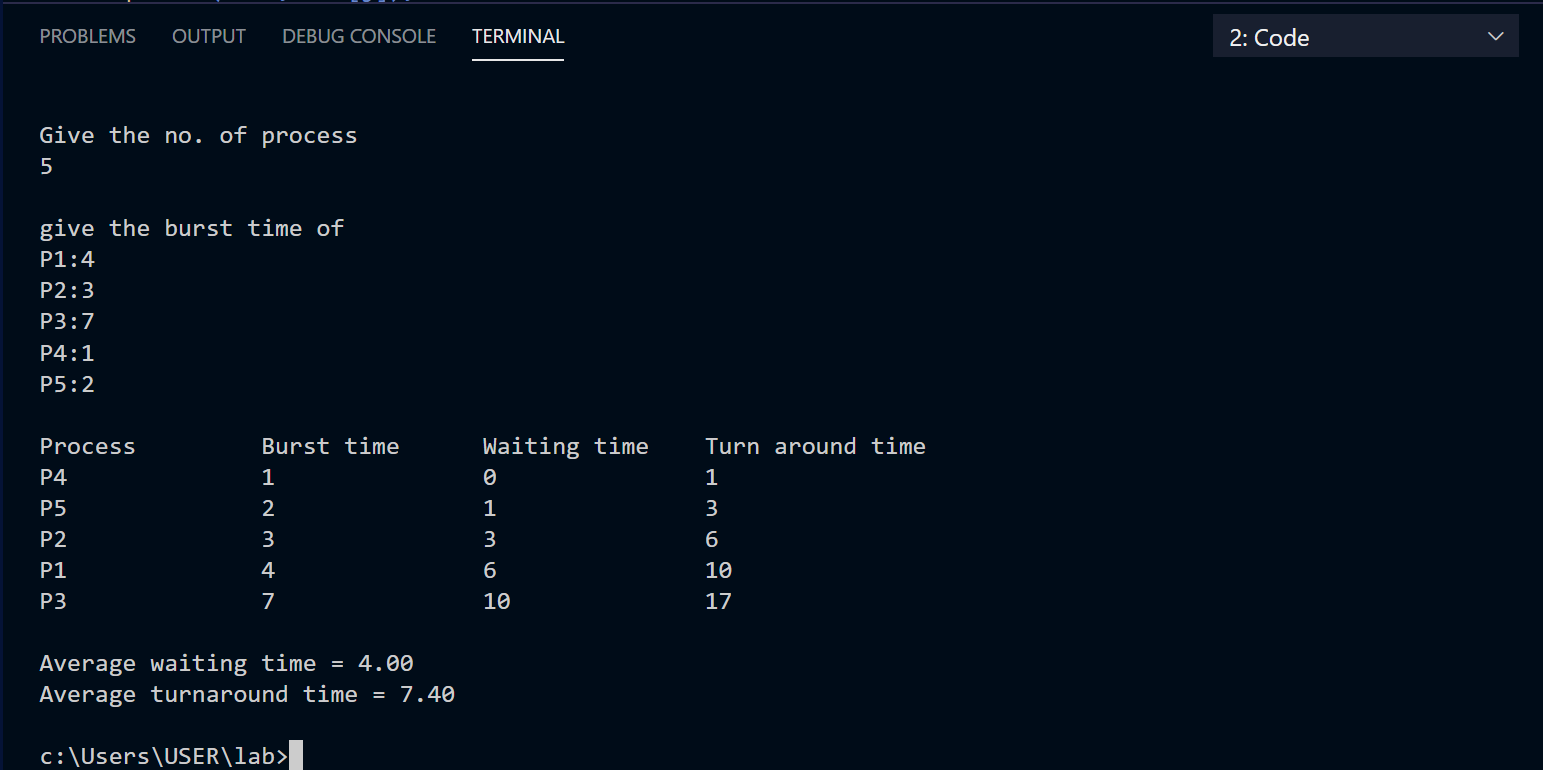 PROBLEMS OUTPUT DEBUG CONSOLE TERMINAL 2: Code
Give the no. of process
5
give the burst time of
P1:4
P2:3
P3:7
P4:1
P5:2
Process Burst time Waiting time Turn around time
P4 1 0 1
P5 2 1 3
P2 3 3 6
P1 4 6 10
P3 7 10 17
Average waiting time = 4.00
Average turnaround time = 7.40
c:\Users\USER\lab>